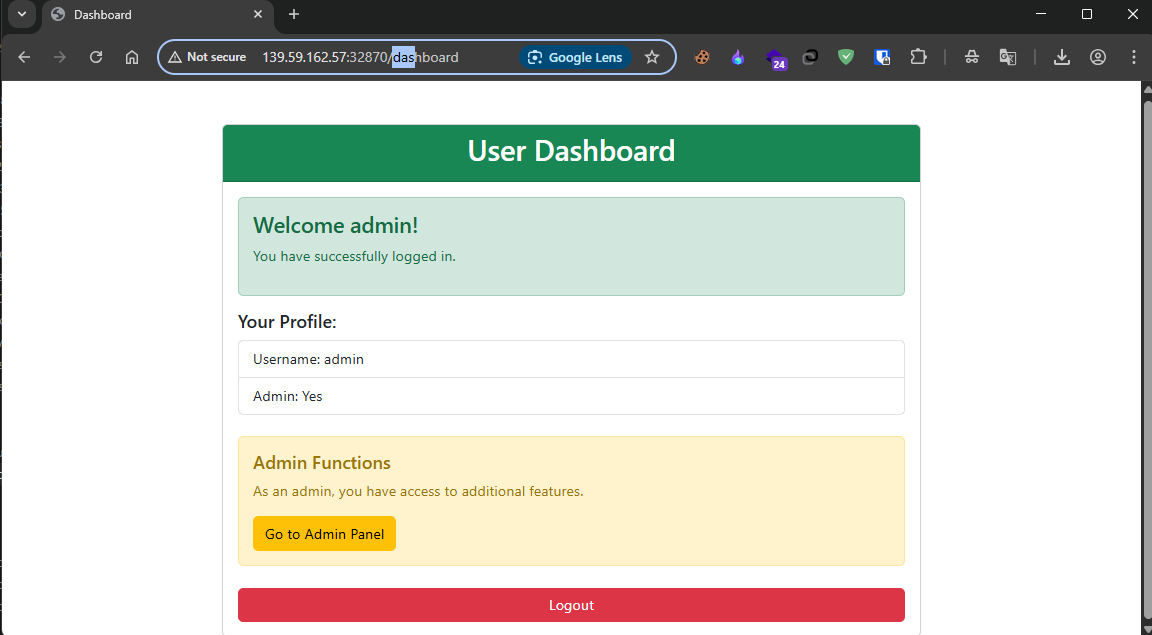 Dashboard
Not secure 139.59.162.57:32870/dashboard Google Lens
24
User Dashboard
Welcome admin!
You have successfully logged in.
Your Profile:
Username: admin
Admin: Yes
Admin Functions
As an admin, you have access to additional features.
Go to Admin Panel
Logout